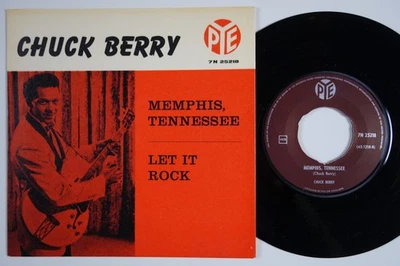 CHUCK BERRY
PYE
7N 25218
MEMPHIS,
TENNESSEE
LET IT
ROCK
PYE
7N 25218
MEMPHIS, TENNESSEE
(Chuck Berry)
CHUCK BERRY